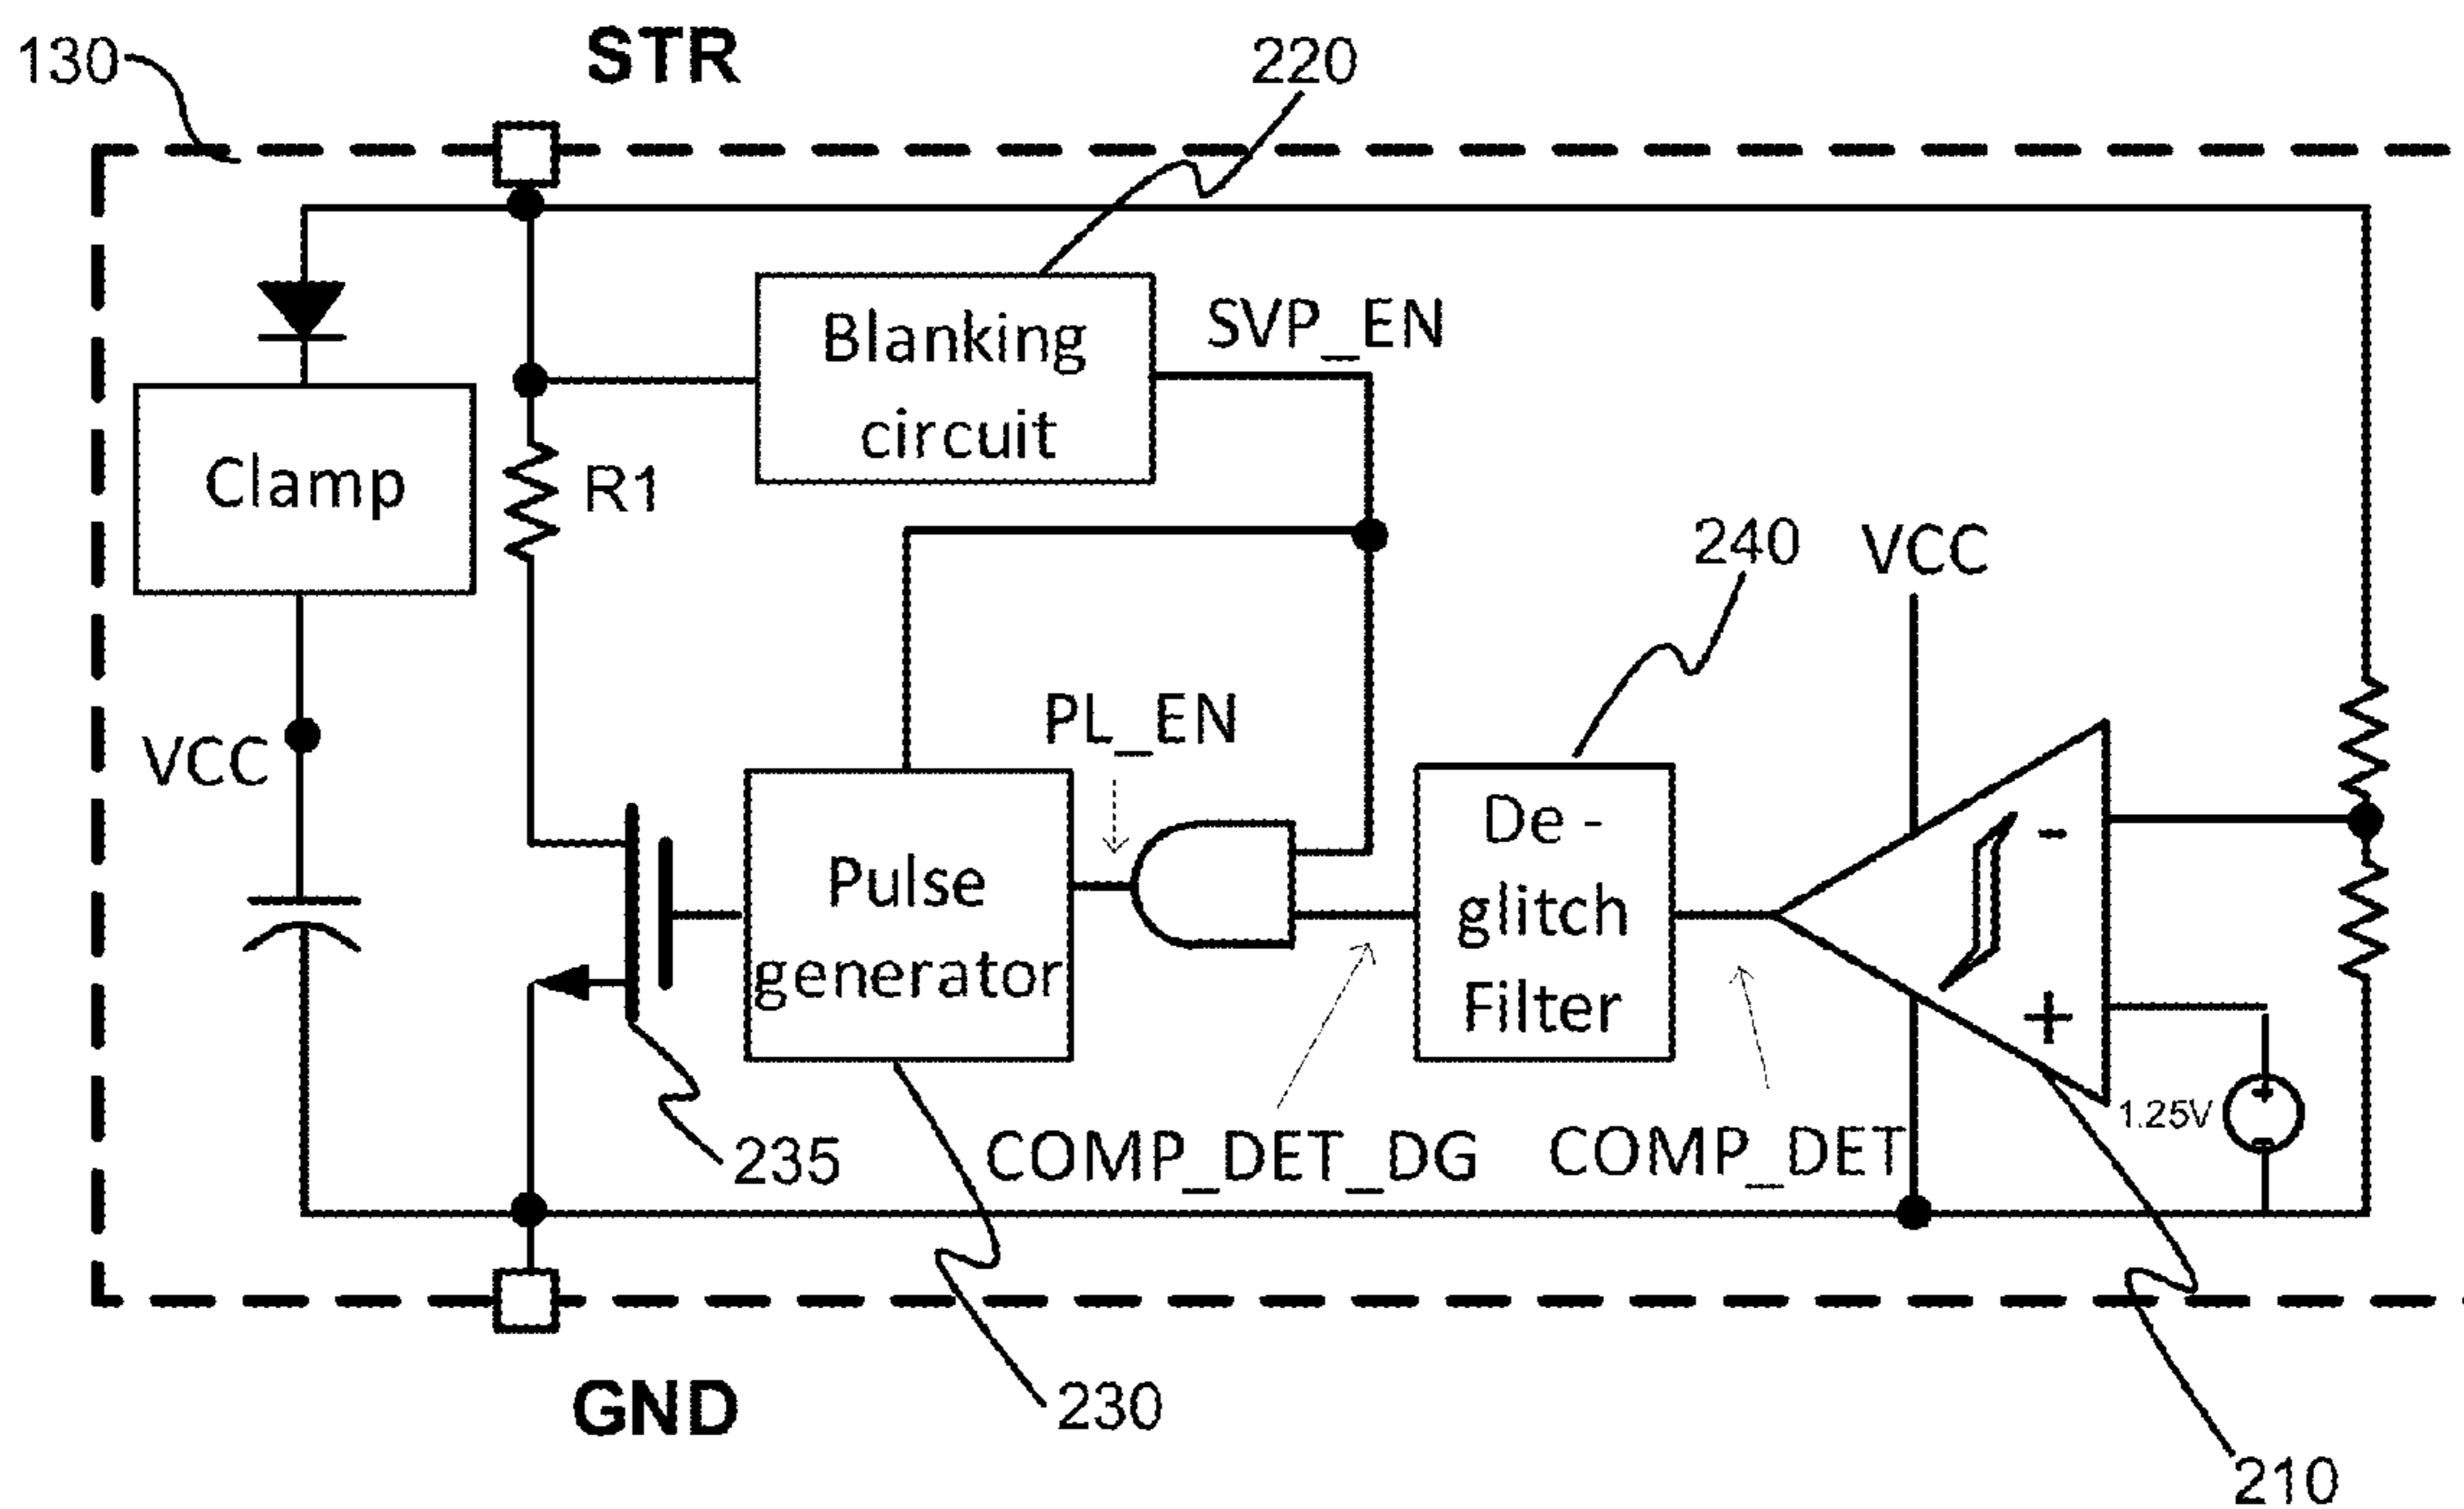 130
STR
220
Blanking
circuit
SVP_EN
Clamp
R1
240
VCC
PL_EN
VCC
De -
glitch
Filter
-
+
Pulse
generator
1.25V
235
COMP_DET_DG
COMP_DET
GND
230
210